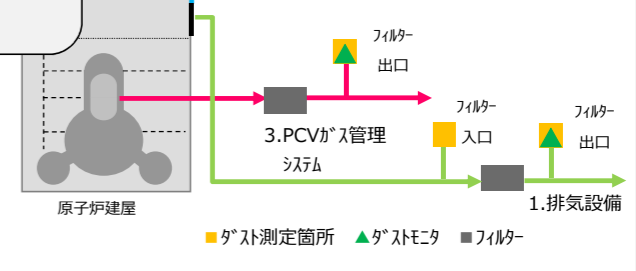 フィルター
出口
3.PCVガス管理
システム
フィルター
入口
フィルター
出口
1.排気設備
原子炉建屋
ダスト測定箇所 ダストモニタ フィルター